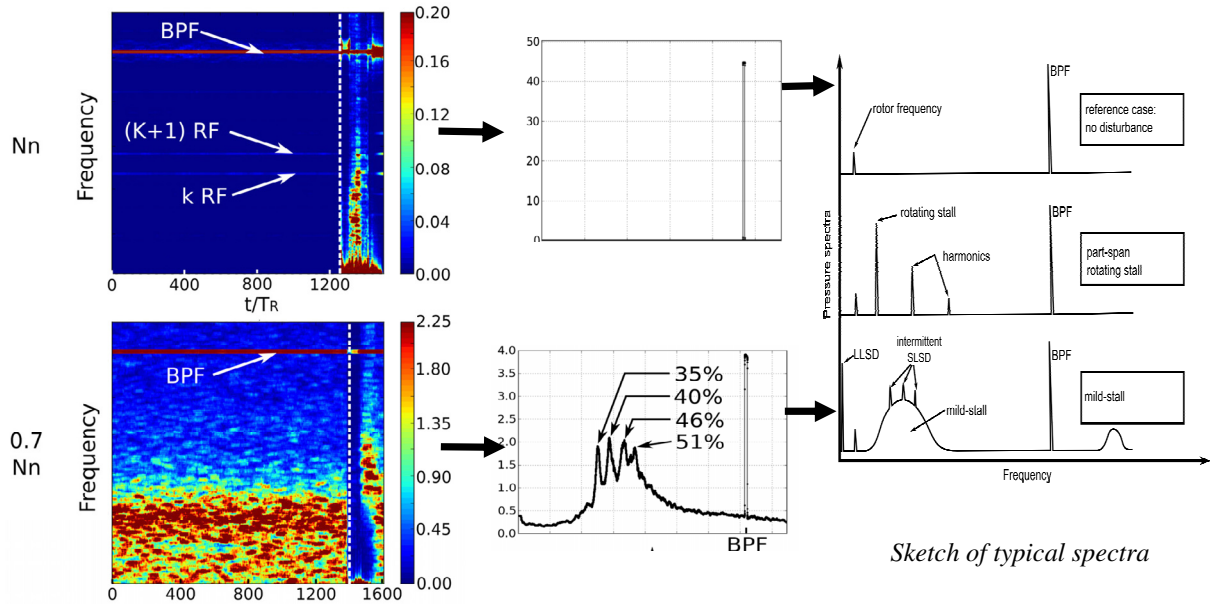 Nn
Frequency
BPF
(K+1) RF
k RF
0
400
800
1200
t/TR
0.20
0.16
0.12
0.08
0.04
0.00
50
40
30
20
10
0
Pressure spectra
rotor frequency
BPF
reference case:
no disturbance
rotating stall
harmonics
BPF
part-span
rotating stall
LLSD
intermittent
SLSD
mild-stall
BPF
mild-stall
Frequency
0.7
Nn
Frequency
BPF
0
400
800
1200
1600
2.25
1.80
1.35
0.90
0.45
0.00
4.0
3.5
3.0
2.5
2.0
1.5
1.0
0.5
0.0
35%
40%
46%
51%
BPF
Sketch of typical spectra